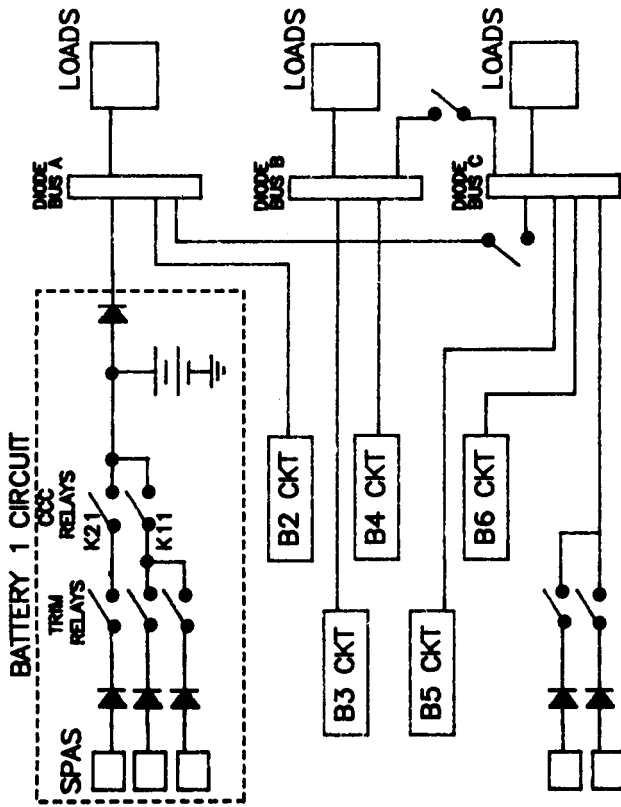 LOADS
LOADS
LOADS
DIODE
BUS A
DIODE
BUS B
DIODE
BUS C
BATTERY 1 CIRCUIT
CCC
RELAYS
K21
K11
TRIM
RELAYS
SPAS
B2 CKT
B4 CKT
B6 CKT
B3 CKT
B5 CKT